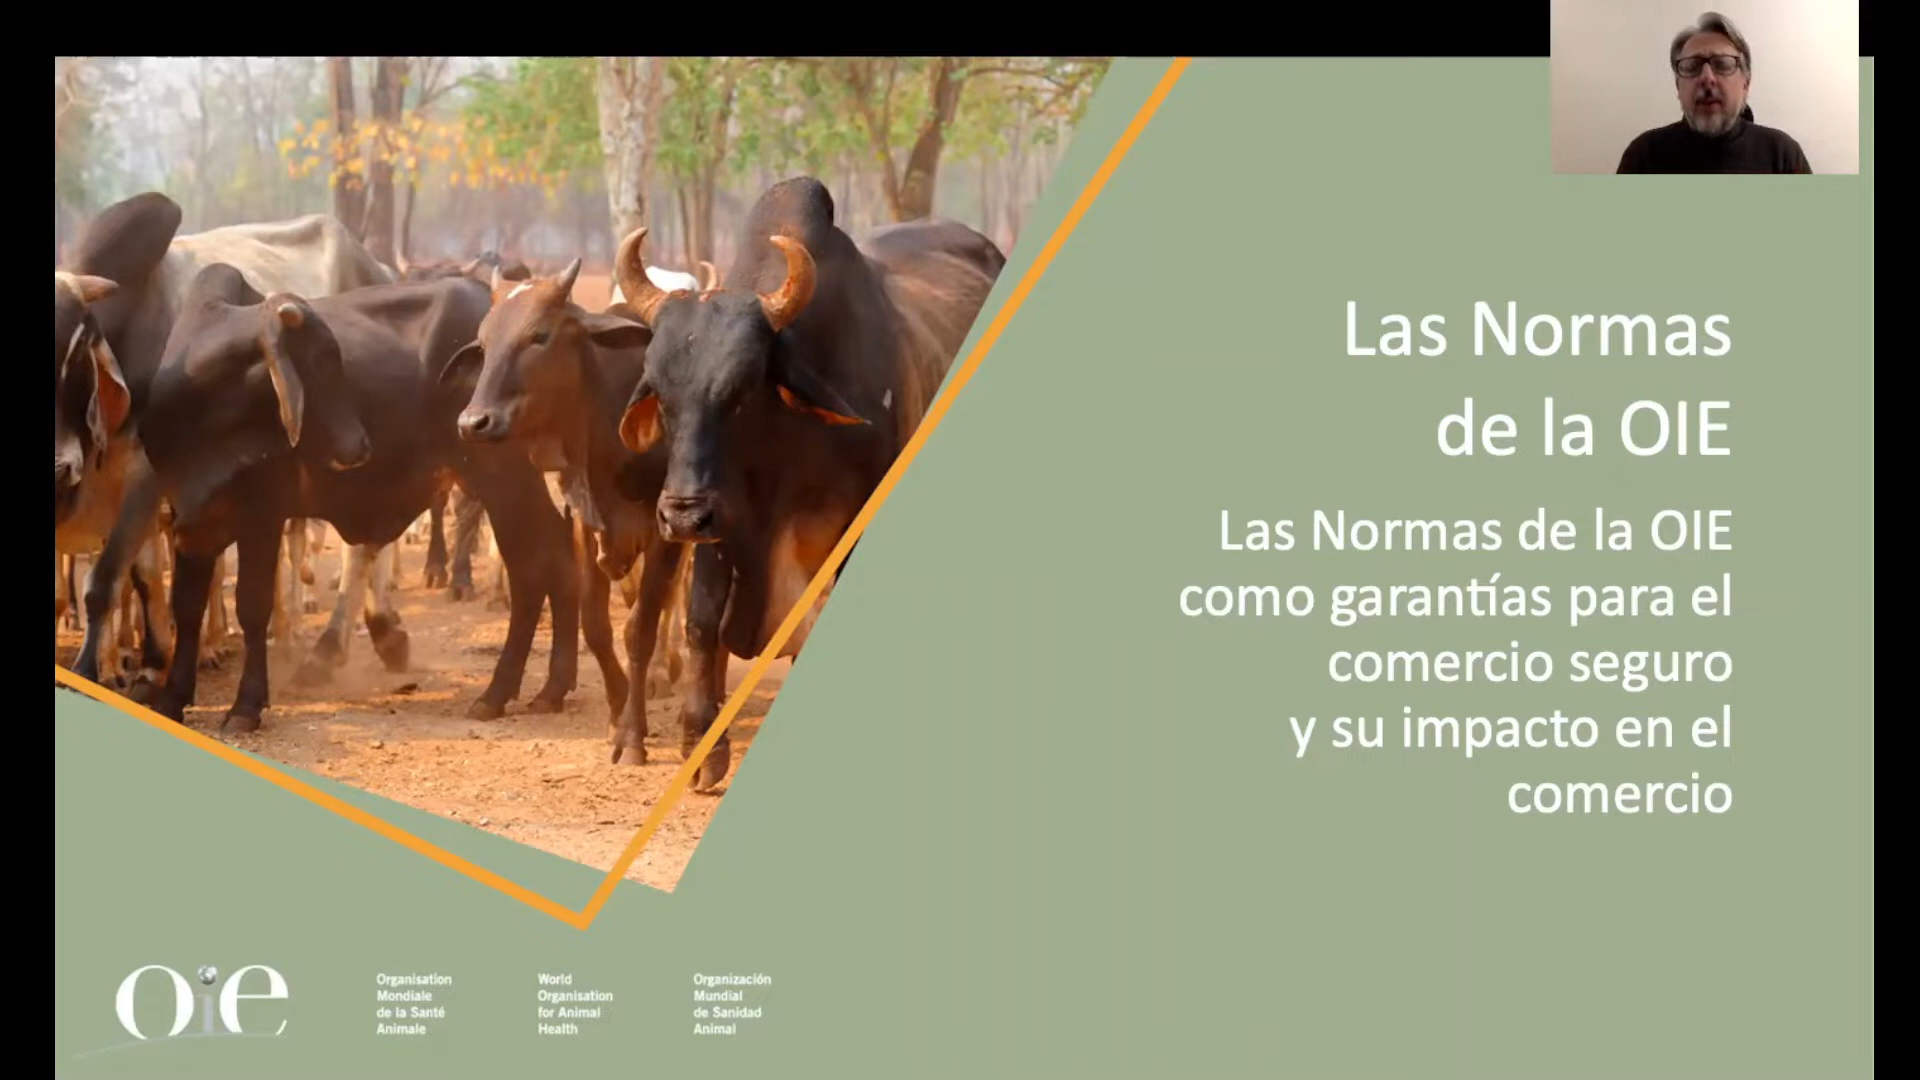 Las Normas
de la OIE
Las Normas de la OIE
como garantías para el
comercio seguro
y su impacto en el
comercio
oie
Organisation
Mondiale
de la Santé
Animale
World
Organisation
for Animal
Health
Organización
Mundial
de Sanidad
Animal